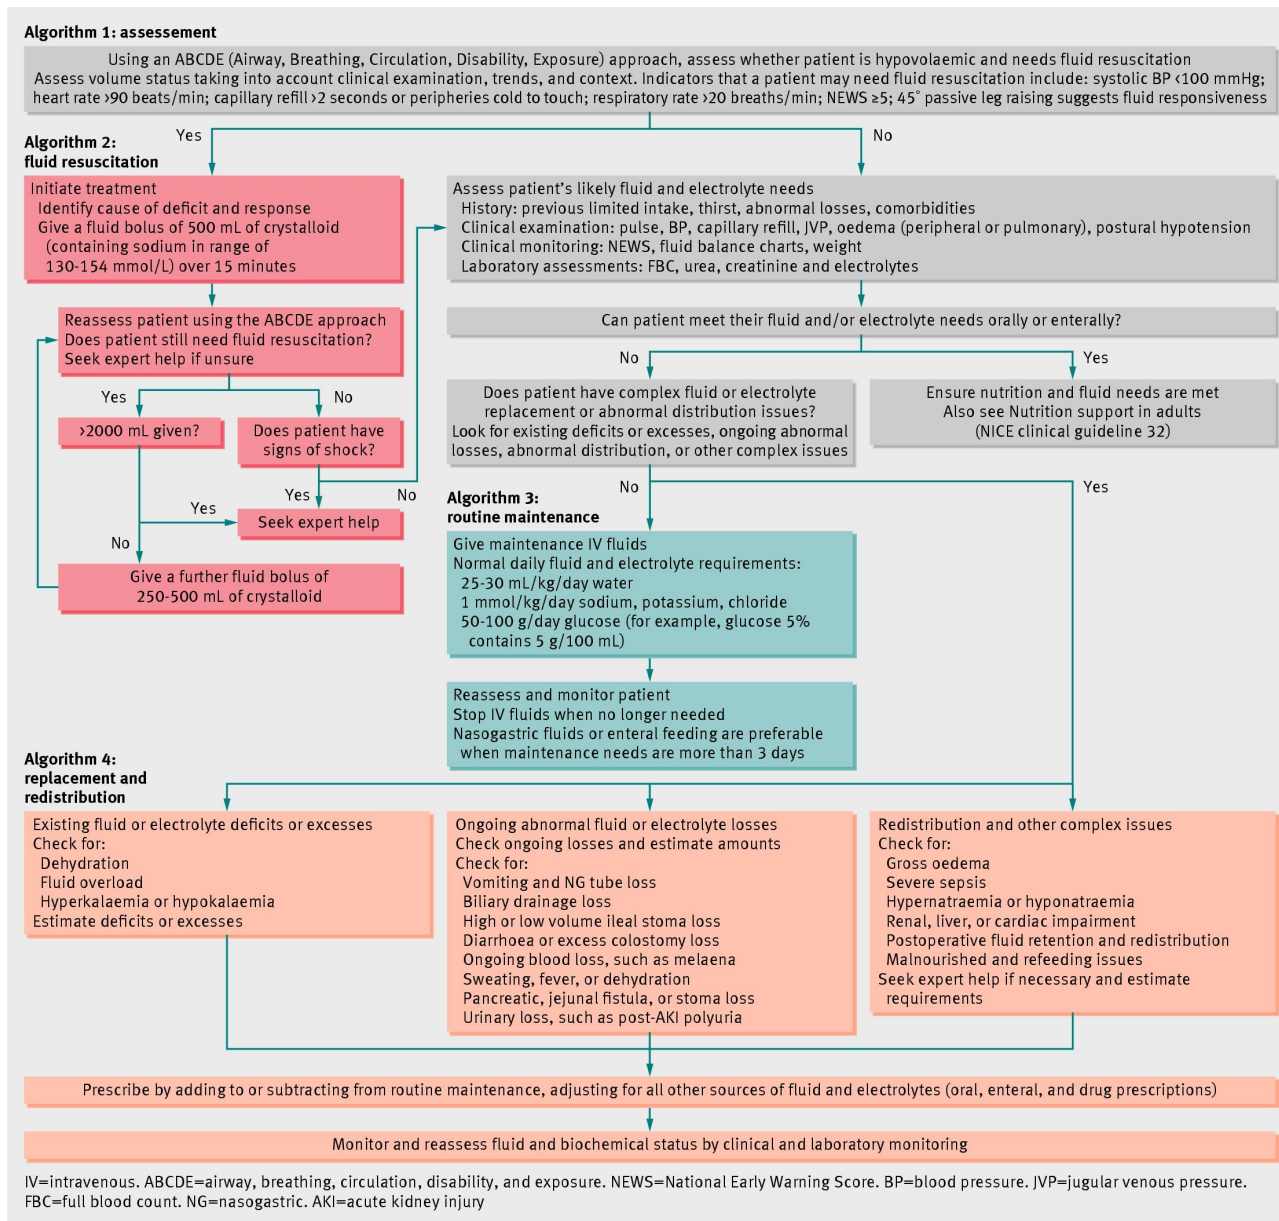 Algorithm 1: assessement
Using an ABCDE (Airway, Breathing, Circulation, Disability, Exposure) approach, assess whether patient is hypovolaemic and needs fluid resuscitation
Assess volume status taking into account clinical examination, trends, and context. Indicators that a patient may need fluid resuscitation include: systolic BP <100 mmHg;
heart rate >90 beats/min; capillary refill >2 seconds or peripheries cold to touch; respiratory rate >20 breaths/min; NEWS ≥5; 45° passive leg raising suggests fluid responsiveness
Yes
No
Algorithm 2:
fluid resuscitation
Initiate treatment
Identify cause of deficit and response
Give a fluid bolus of 500 mL of crystalloid
(containing sodium in range of
130-154 mmol/L) over 15 minutes
Reassess patient using the ABCDE approach
Does patient still need fluid resuscitation?
Seek expert help if unsure
Yes
No
>2000 mL given?
Does patient have
signs of shock?
Yes
No
Yes
Seek expert help
No
Give a further fluid bolus of
250-500 mL of crystalloid
Assess patient's likely fluid and electrolyte needs
History: previous limited intake, thirst, abnormal losses, comorbidities
Clinical examination: pulse, BP, capillary refill, JVP, oedema (peripheral or pulmonary), postural hypotension
Clinical monitoring: NEWS, fluid balance charts, weight
Laboratory assessments: FBC, urea, creatinine and electrolytes
Can patient meet their fluid and/or electrolyte needs orally or enterally?
No
Yes
Does patient have complex fluid or electrolyte
replacement or abnormal distribution issues?
Look for existing deficits or excesses, ongoing abnormal
losses, abnormal distribution, or other complex issues
Ensure nutrition and fluid needs are met
Also see Nutrition support in adults
(NICE clinical guideline 32)
No
Yes
Algorithm 3:
routine maintenance
Give maintenance IV fluids
Normal daily fluid and electrolyte requirements:
25-30 mL/kg/day water
1 mmol/kg/day sodium, potassium, chloride
50-100 g/day glucose (for example, glucose 5%
contains 5 g/100 mL)
Reassess and monitor patient
Stop IV fluids when no longer needed
Nasogastric fluids or enteral feeding are preferable
when maintenance needs are more than 3 days
Algorithm 4:
replacement and
redistribution
Existing fluid or electrolyte deficits or excesses
Check for:
Dehydration
Fluid overload
Hyperkalaemia or hypokalaemia
Estimate deficits or excesses
Ongoing abnormal fluid or electrolyte losses
Check ongoing losses and estimate amounts
Check for:
Vomiting and NG tube loss
Biliary drainage loss
High or low volume ileal stoma loss
Diarrhoea or excess colostomy loss
Ongoing blood loss, such as melaena
Sweating, fever, or dehydration
Pancreatic, jejunal fistula, or stoma loss
Urinary loss, such as post-AKI polyuria
Redistribution and other complex issues
Check for:
Gross oedema
Severe sepsis
Hypernatraemia or hyponatraemia
Renal, liver, or cardiac impairment
Postoperative fluid retention and redistribution
Malnourished and refeeding issues
Seek expert help if necessary and estimate
requirements
Prescribe by adding to or subtracting from routine maintenance, adjusting for all other sources of fluid and electrolytes (oral, enteral, and drug prescriptions)
Monitor and reassess fluid and biochemical status by clinical and laboratory monitoring
IV=intravenous. ABCDE=airway, breathing, circulation, disability, and exposure. NEWS=National Early Warning Score. BP=blood pressure. JVP=jugular venous pressure.
FBC=full blood count. NG=nasogastric. AKI=acute kidney injury